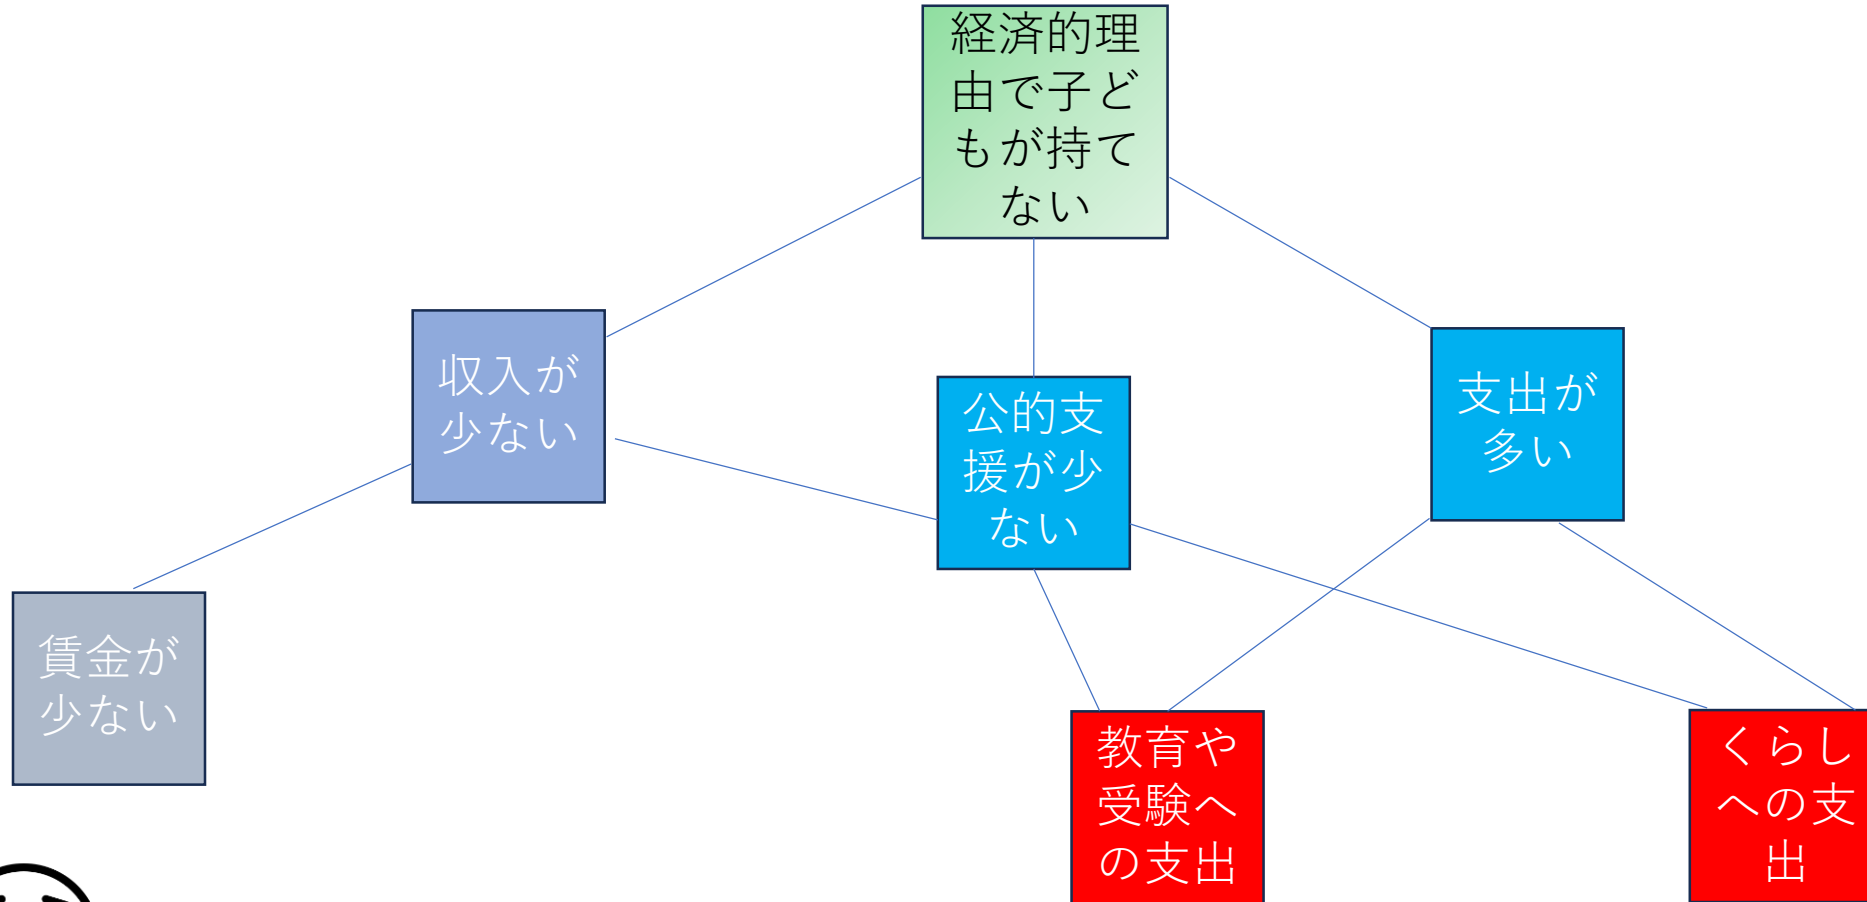 経済的理
由で子ど
もが持て
ない
収入が
少ない
公的支
援が少
ない
支出が
多い
賃金が
少ない
教育や
受験へ
の支出
くらし
への支
出